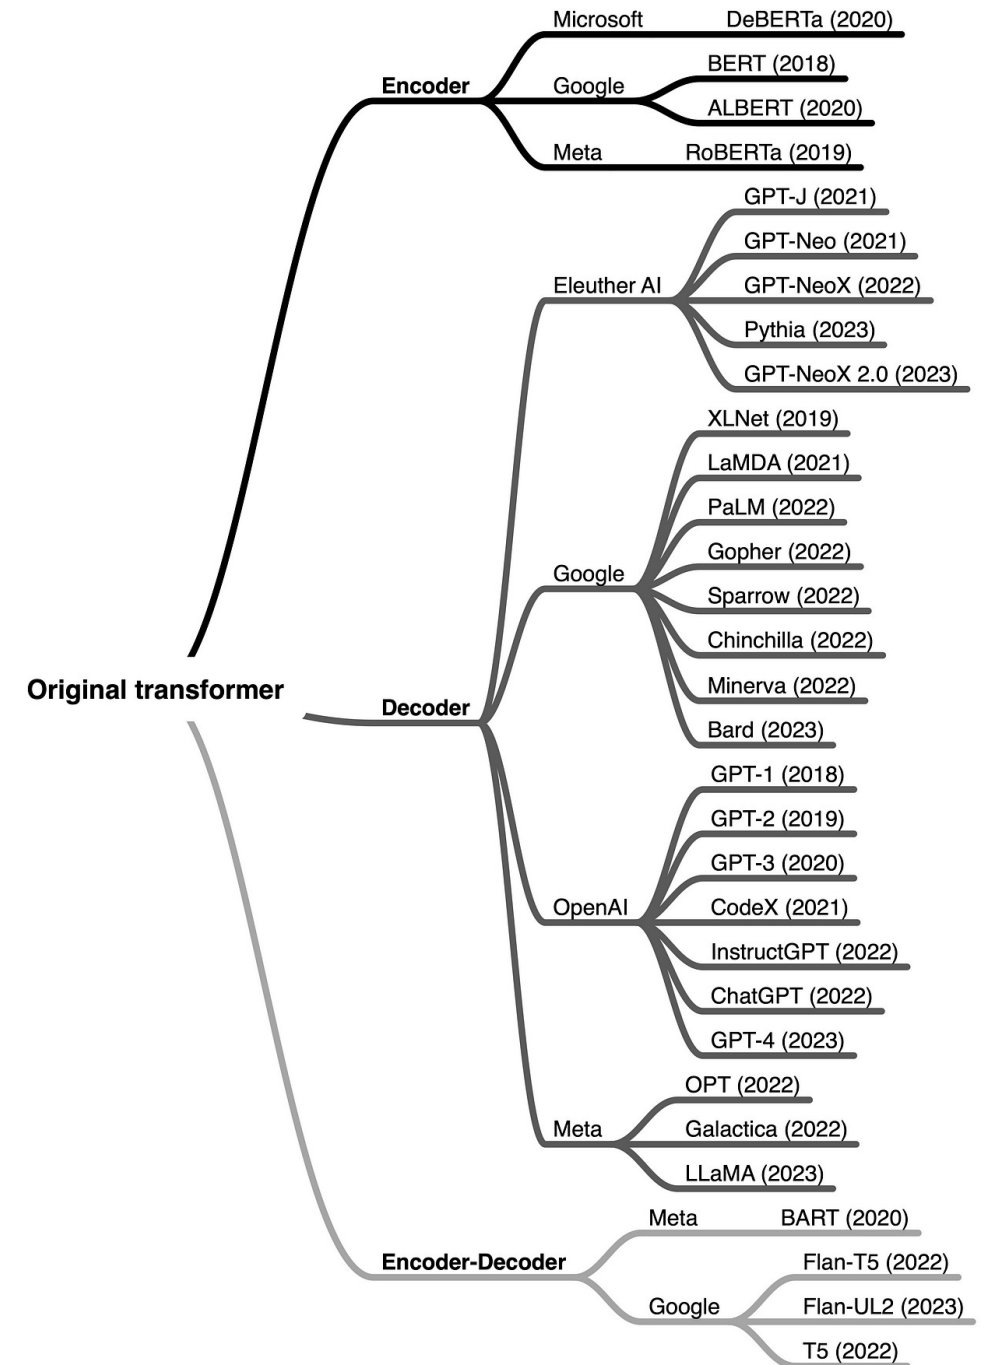 Original transformer
Encoder
Microsoft
DeBERTa (2020)
Google
BERT (2018)
ALBERT (2020)
Meta
RoBERTa (2019)
Decoder
Eleuther AI
GPT-J (2021)
GPT-Neo (2021)
GPT-NeoX (2022)
Pythia (2023)
GPT-NeoX 2.0 (2023)
Google
XLNet (2019)
LaMDA (2021)
PaLM (2022)
Gopher (2022)
Sparrow (2022)
Chinchilla (2022)
Minerva (2022)
Bard (2023)
OpenAI
GPT-1 (2018)
GPT-2 (2019)
GPT-3 (2020)
CodeX (2021)
InstructGPT (2022)
ChatGPT (2022)
GPT-4 (2023)
Meta
OPT (2022)
Galactica (2022)
LLaMA (2023)
Encoder-Decoder
Meta
BART (2020)
Google
Flan-T5 (2022)
Flan-UL2 (2023)
T5 (2022)